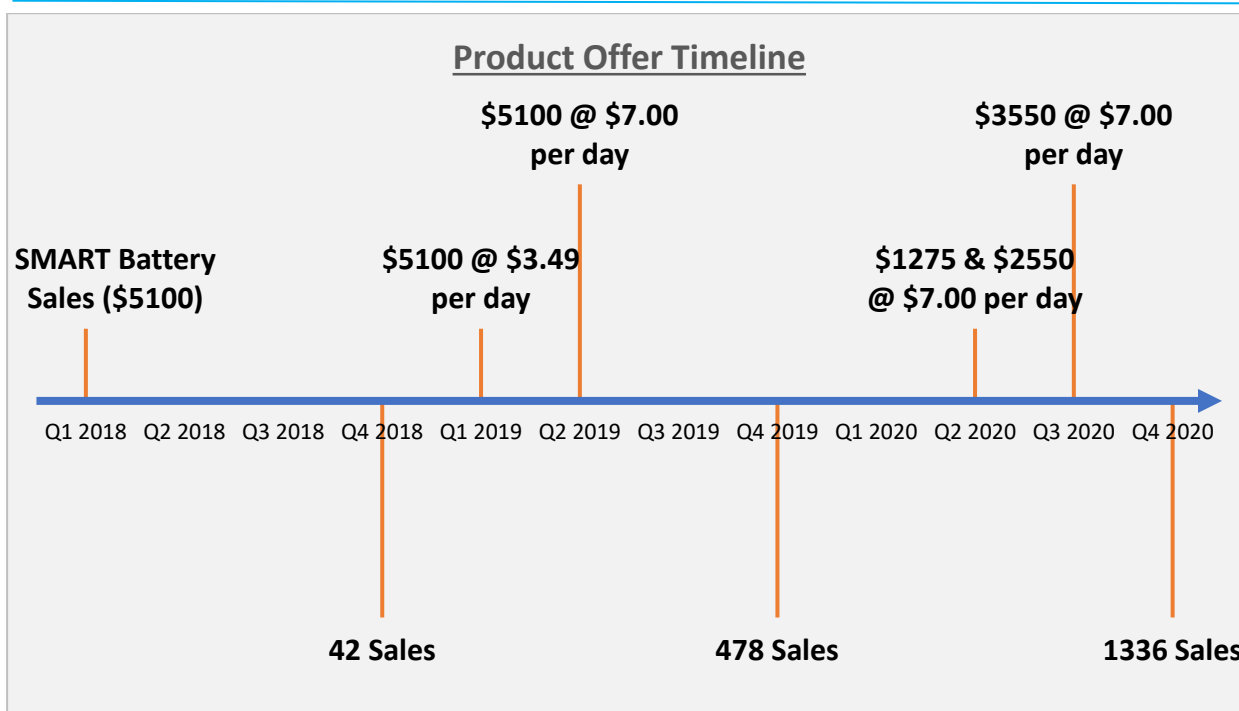 Product Offer Timeline
$5100 @ $7.00
per day
$3550 @ $7.00
per day
SMART Battery
Sales ($5100)
$5100 @ $3.49
per day
$1275 & $2550
@ $7.00 per day
Q1 2018 Q2 2018 Q3 2018 Q4 2018 Q1 2019 Q2 2019 Q3 2019 Q4 2019 Q1 2020 Q2 2020 Q3 2020 Q4 2020
42 Sales
478 Sales
1336 Sales